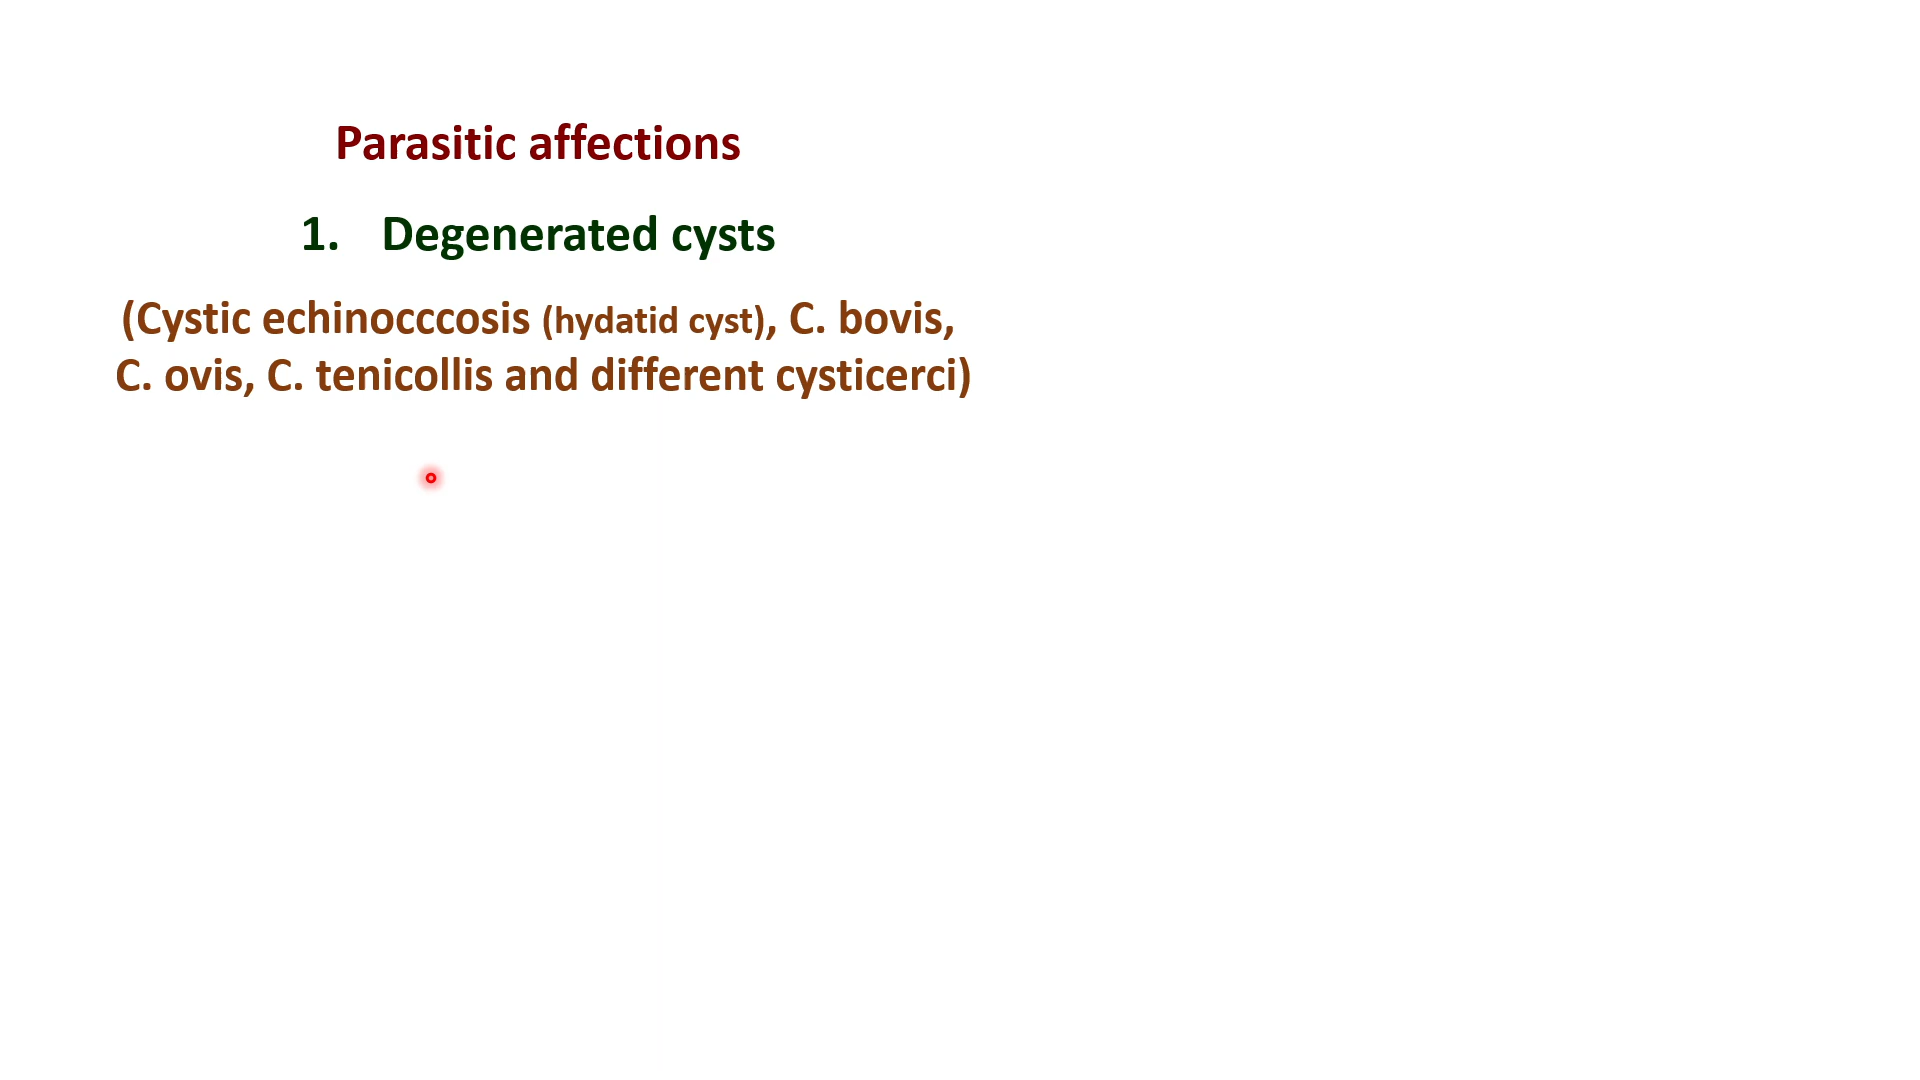 Parasitic affections
1. Degenerated cysts
(Cystic echinocccosis (hydatid cyst), C. bovis,
C. ovis, C. tenicollis and different cysticerci)